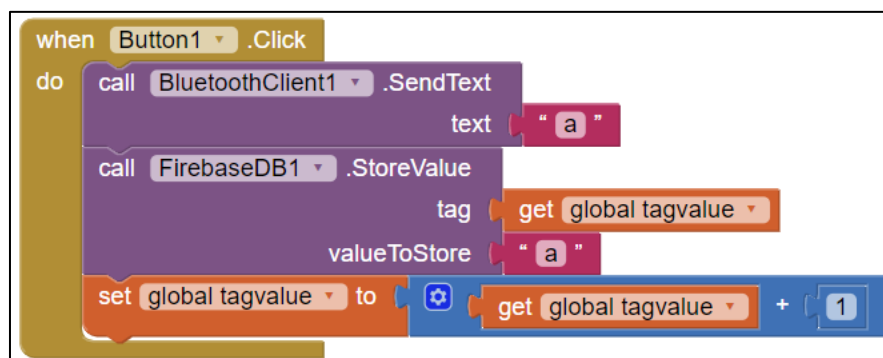 when Button1 .Click
do call BluetoothClient1 .SendText
text " a "
call FirebaseDB1 .StoreValue
tag get global tagvalue
valueToStore " a "
set global tagvalue to get global tagvalue + 1